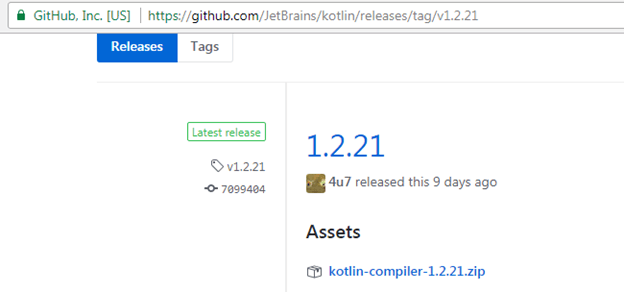 GitHub, Inc. [US] https://github.com/JetBrains/kotlin/releases/tag/v1.2.21
Releases Tags
Latest release
v1.2.21
7099404
1.2.21
4u7 released this 9 days ago
Assets
kotlin-compiler-1.2.21.zip